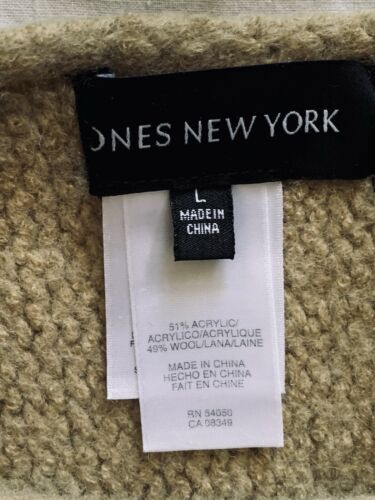 ONES NEW YORK
L
MADE IN
CHINA
51% ACRYLIC/
ACRYLICO/ACRYLIQUE
49% WOOL/LANA/LAINE
MADE IN CHINA
HECHO EN CHINA
FAIT EN CHINE
RN 54050
CA 08349